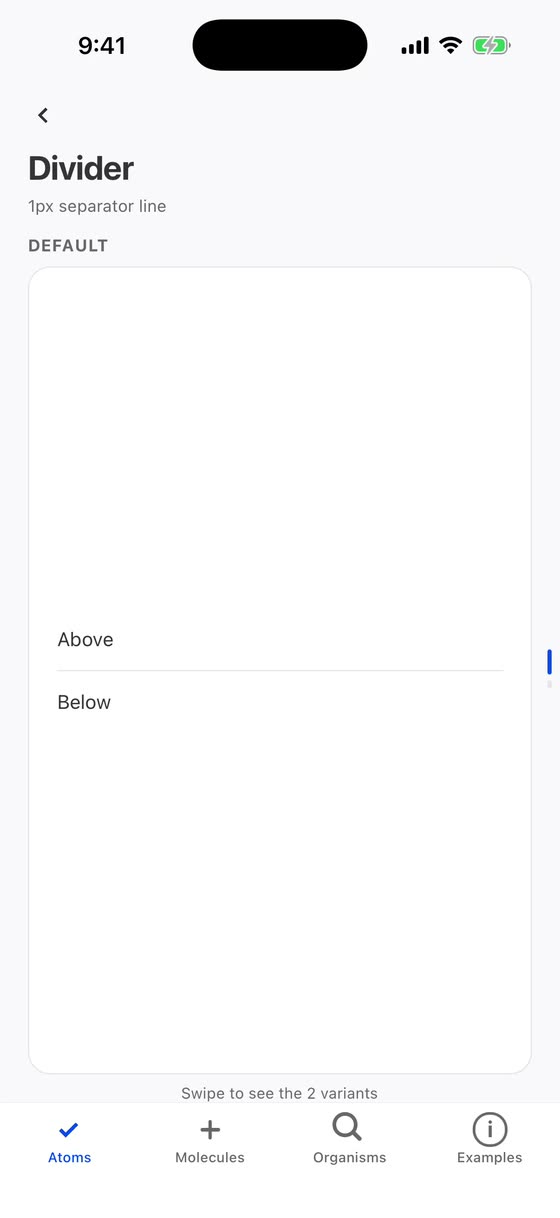 9:41
Divider
1px separator line
DEFAULT
Above
Below
Swipe to see the 2 variants
Atoms
Molecules
Organisms
Examples